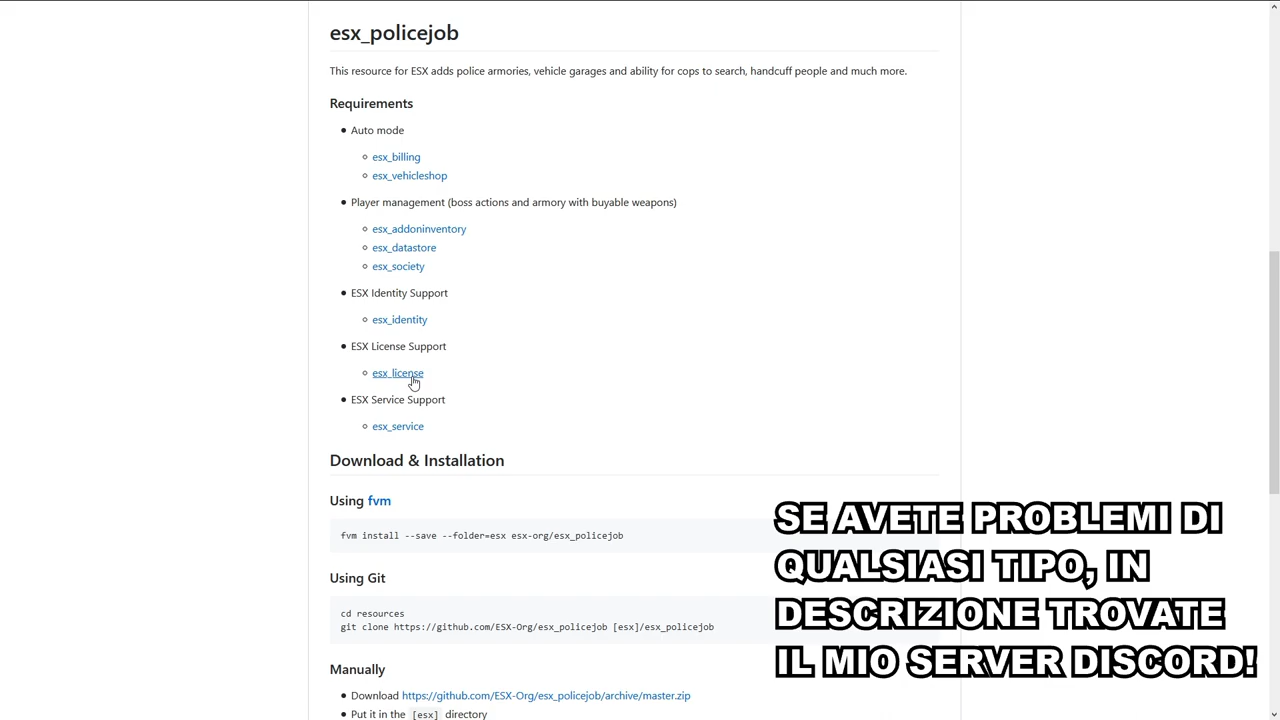 esx_policejob
This resource for ESX adds police armories, vehicle garages and ability for cops to search, handcuff people and much more.
Requirements
Auto mode
esx_billing
esx_vehicleshop
Player management (boss actions and armory with buyable weapons)
esx_addoninventory
esx_datastore
esx_society
ESX Identity Support
esx_identity
ESX License Support
esx_license
ESX Service Support
esx_service
Download & Installation
Using fvm
fvm install --save --folder=esx esx-org/esx_policejob
Using Git
cd resources
git clone https://github.com/ESX-Org/esx_policejob [esx]/esx_policejob
Manually
Download https://github.com/ESX-Org/esx_policejob/archive/master.zip
Put it in the [esx] directory
SE AVETE PROBLEMI DI
QUALSIASI TIPO, IN
DESCRIZIONE TROVATE
IL MIO SERVER DISCORD!